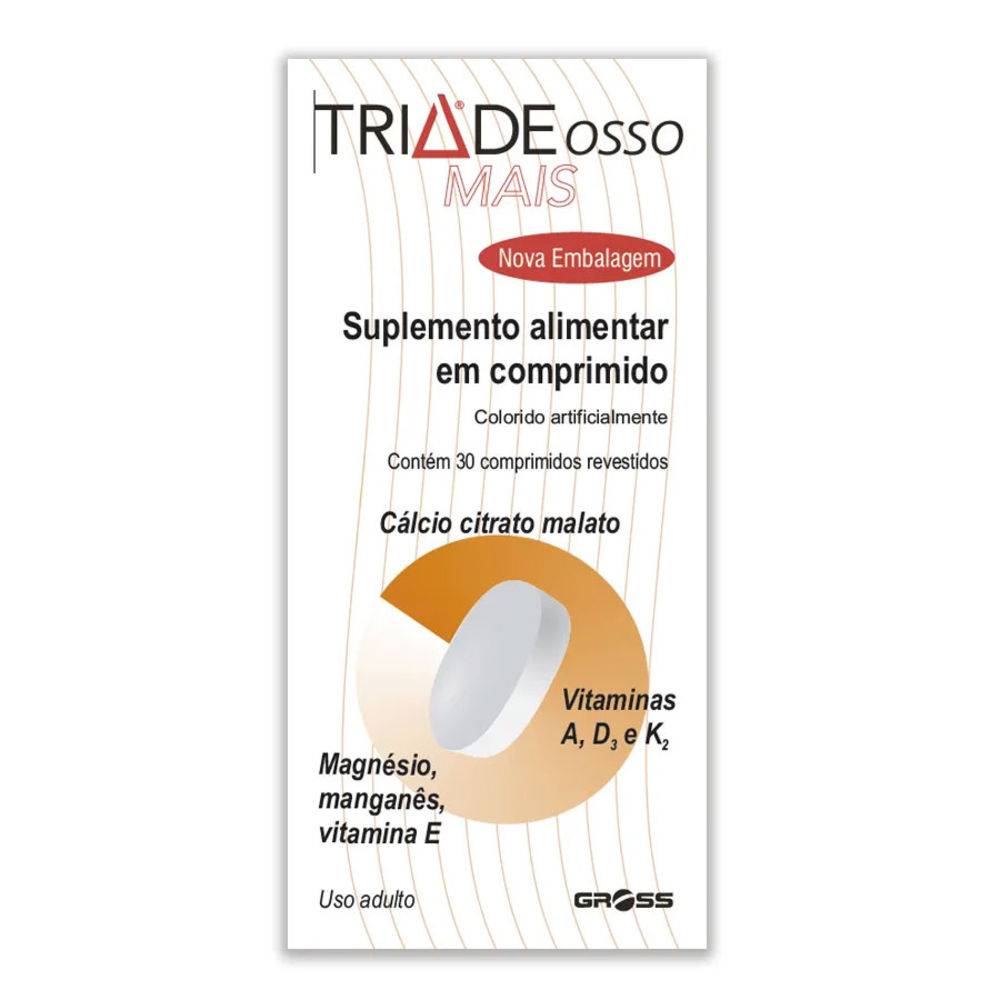 TRIADE® OSSO
MAIS
Nova Embalagem
Suplemento alimentar
em comprimido
Colorido artificialmente
Contém 30 comprimidos revestidos
Cálcio citrato malato
Vitaminas
A, D₃ e K₂
Magnésio,
manganês,
vitamina E
Uso adulto
GROSS